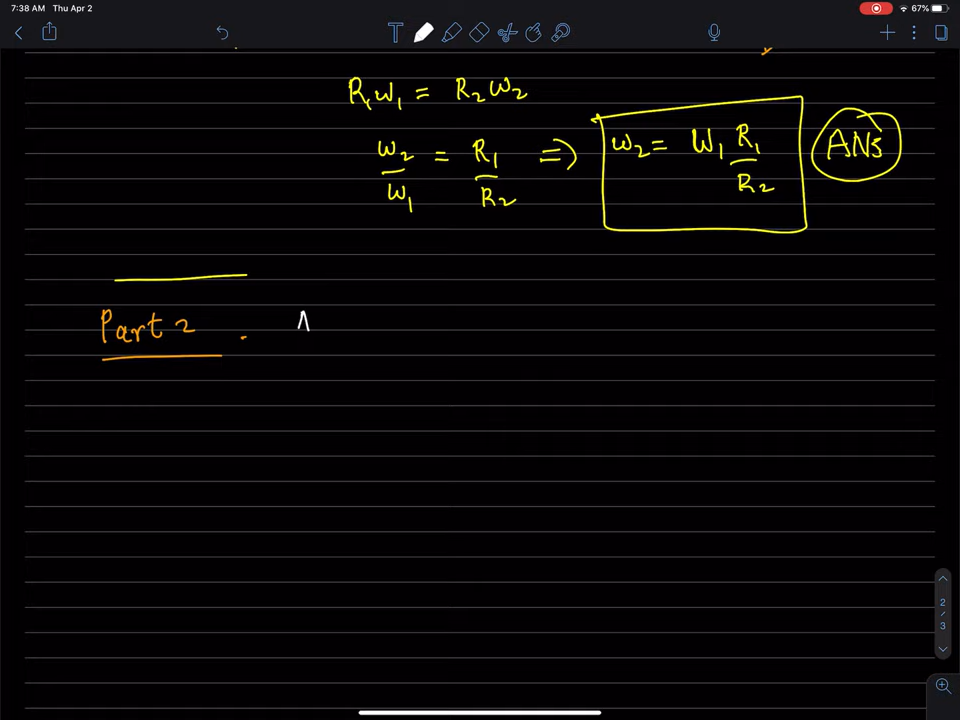 7:38 AM Thu Apr 2
67%
T
R₁ω₁ = R₂ω₂
ω₂/ω₁ = R₁/R₂ => ω₂ = ω₁ R₁/R₂ ANS
Part 2 .
2/3